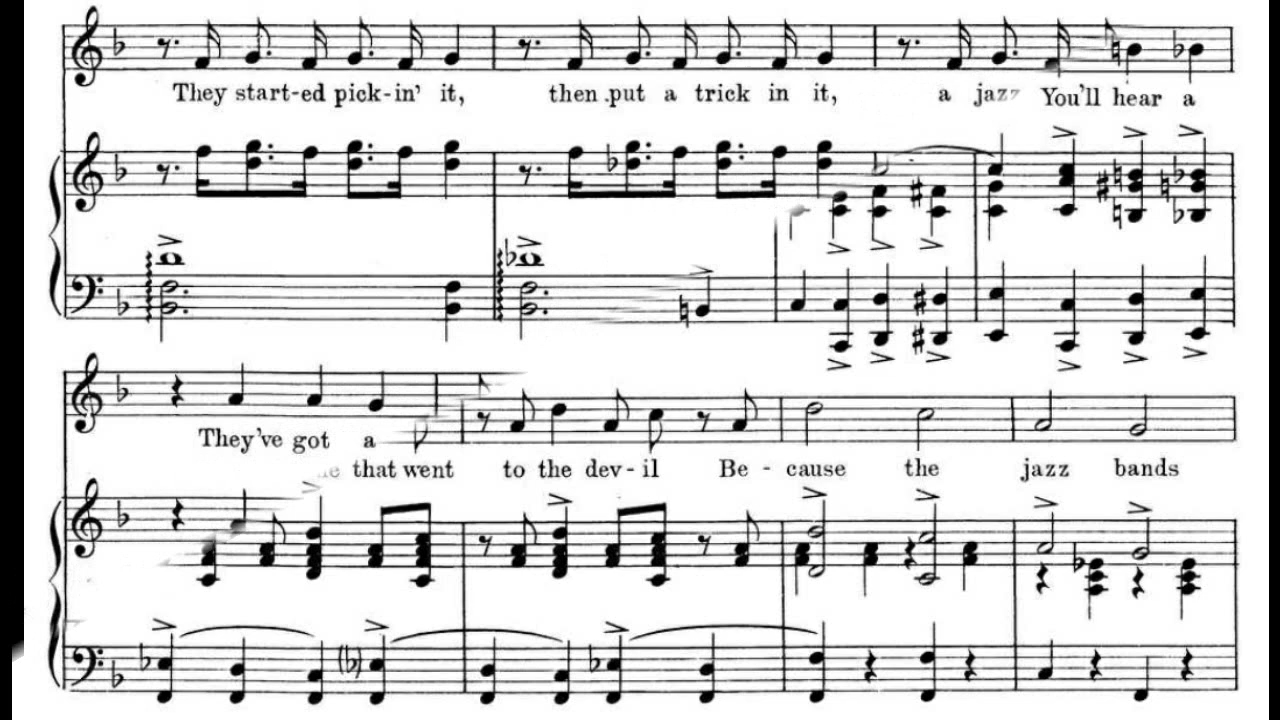 They start-ed pick-in' it, then put a trick in it, a jazz You'll hear a
They've got a
that went to the dev-il Be-cause the jazz bands